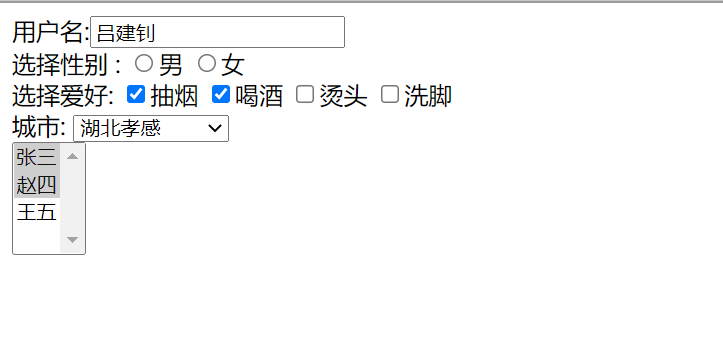 用户名:吕建钊
选择性别 : 男 女
选择爱好: 抽烟 喝酒 烫头 洗脚
城市: 湖北孝感
张三
赵四
王五